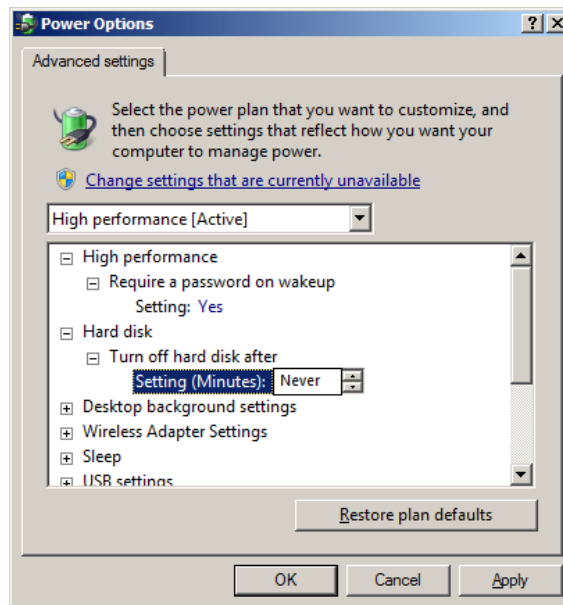 Power Options
Advanced settings
Select the power plan that you want to customize, and
then choose settings that reflect how you want your
computer to manage power.
Change settings that are currently unavailable
High performance [Active]
High performance
Require a password on wakeup
Setting: Yes
Hard disk
Turn off hard disk after
Setting (Minutes): Never
Desktop background settings
Wireless Adapter Settings
Sleep
USB settings
Restore plan defaults
OK Cancel Apply